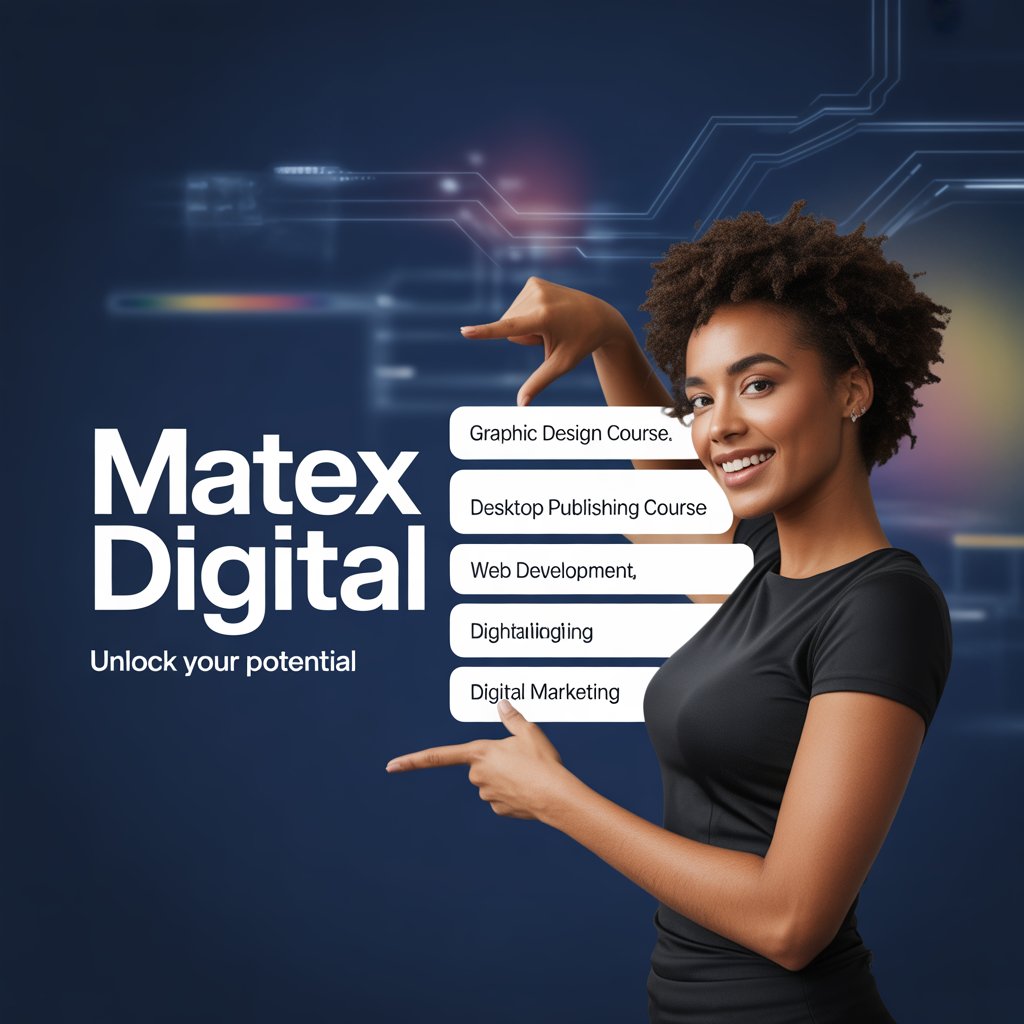 Matex
Digital
Unlock your potential
Graphic Design Course.
Desktop Publishing Course
Web Development,
Digital Marketing